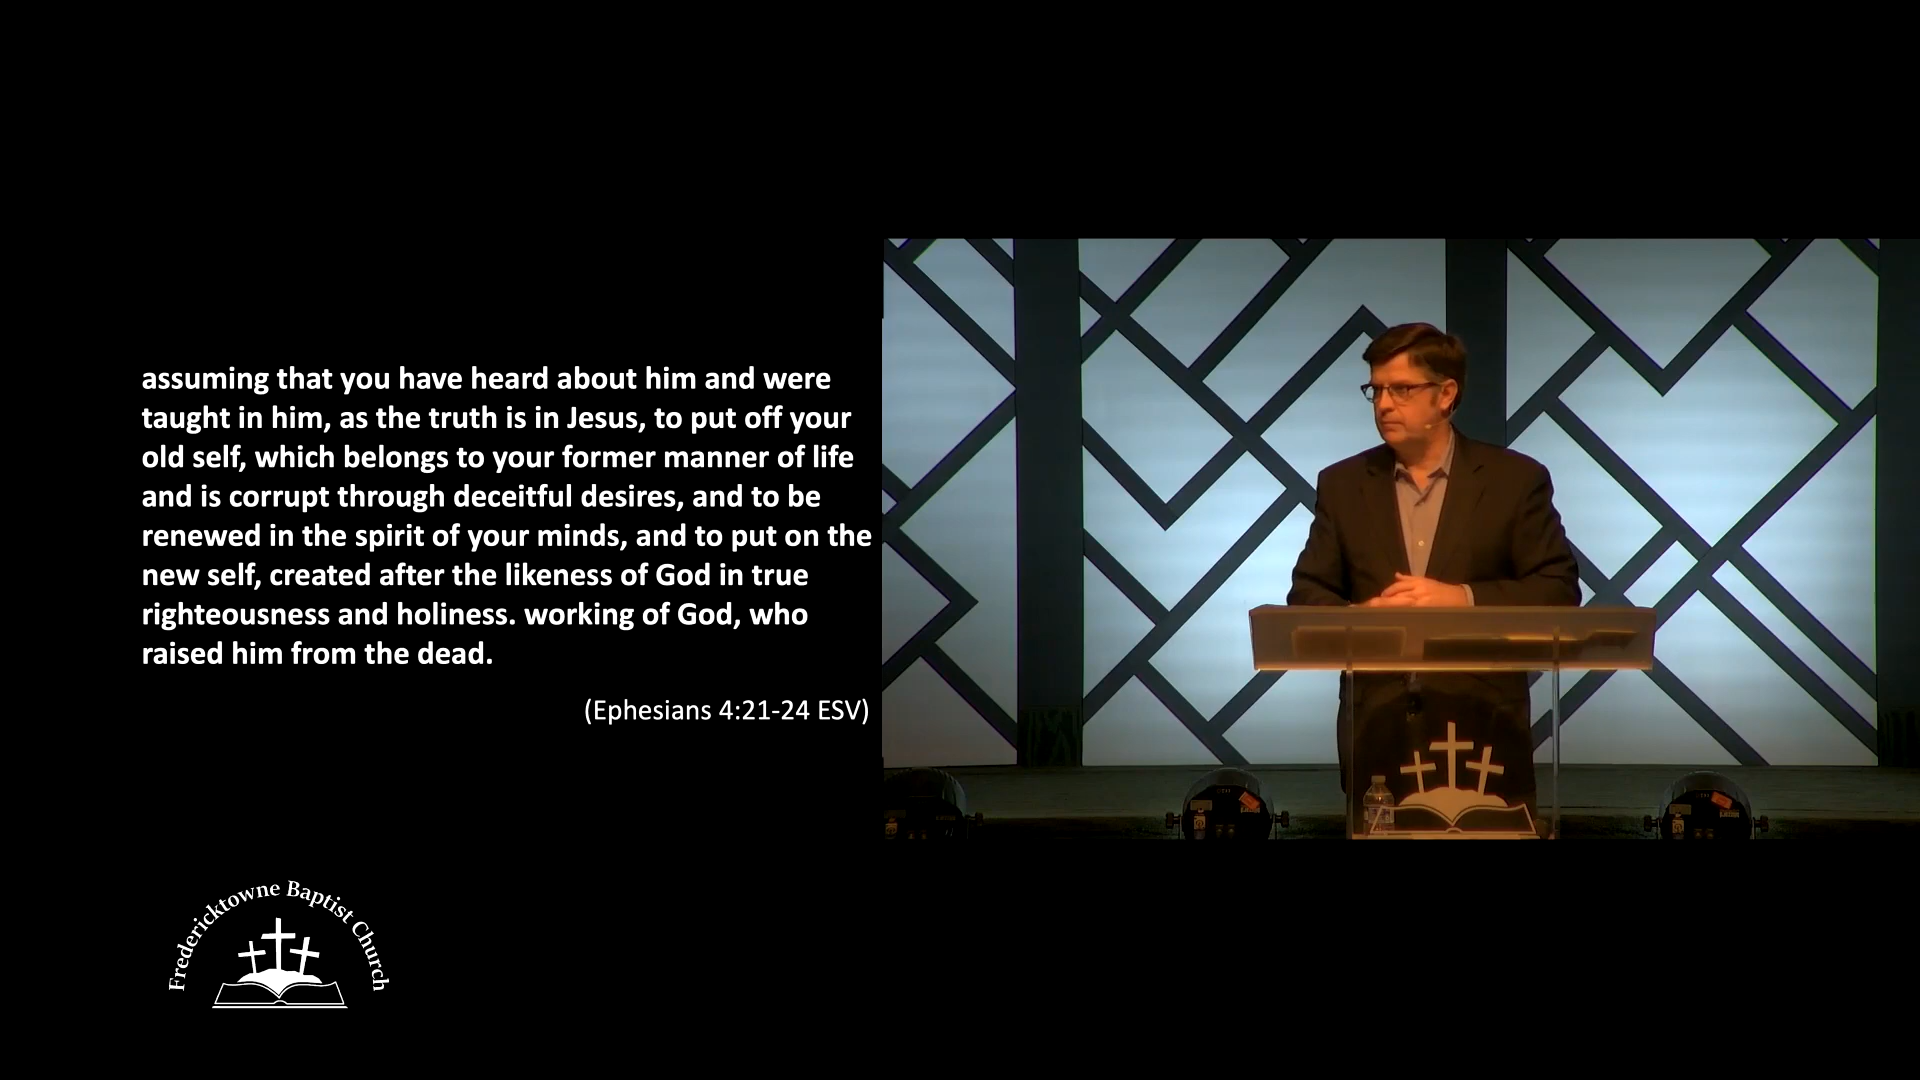 assuming that you have heard about him and were
taught in him, as the truth is in Jesus, to put off your
old self, which belongs to your former manner of life
and is corrupt through deceitful desires, and to be
renewed in the spirit of your minds, and to put on the
new self, created after the likeness of God in true
righteousness and holiness. working of God, who
raised him from the dead.
(Ephesians 4:21-24 ESV)
Fredericktowne Baptist Church